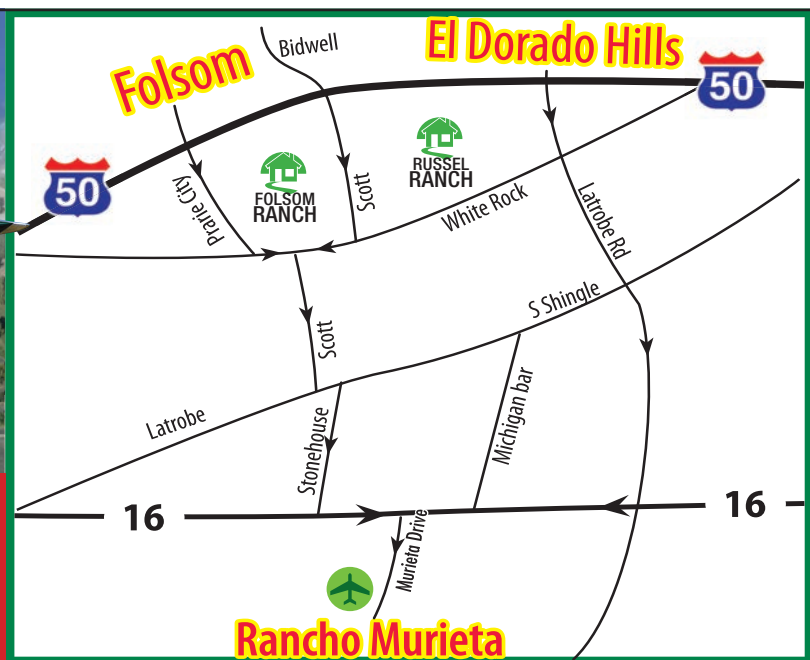 Bidwell
El Dorado Hills
Folsom
50
50
RUSSEL
RANCH
FOLSOM
RANCH
Prarie City
Scott
White Rock
Latrobe Rd
S Shingle
Scott
Latrobe
Stonehouse
Michigan bar
16
16
Murieta Drive
Rancho Murieta